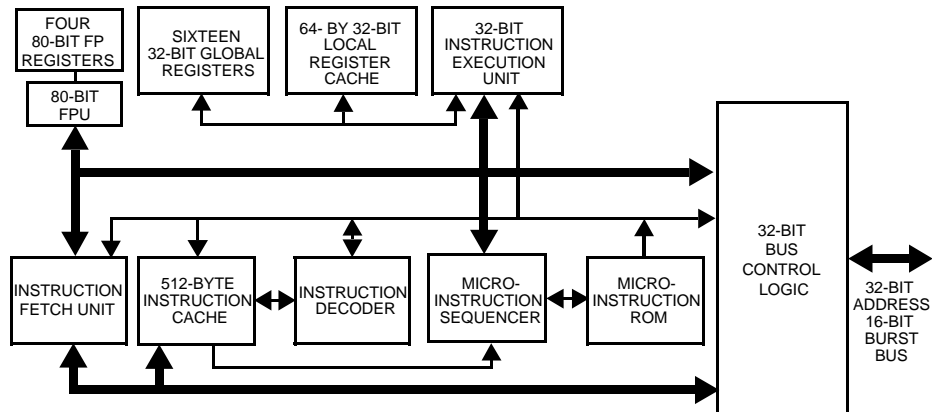 FOUR
80-BIT FP
REGISTERS
80-BIT
FPU
SIXTEEN
32-BIT GLOBAL
REGISTERS
64- BY 32-BIT
LOCAL
REGISTER
CACHE
32-BIT
INSTRUCTION
EXECUTION
UNIT
INSTRUCTION
FETCH UNIT
512-BYTE
INSTRUCTION
CACHE
INSTRUCTION
DECODER
MICRO-
INSTRUCTION
SEQUENCER
MICRO-
INSTRUCTION
ROM
32-BIT
BUS
CONTROL
LOGIC
32-BIT
ADDRESS
16-BIT
BURST
BUS